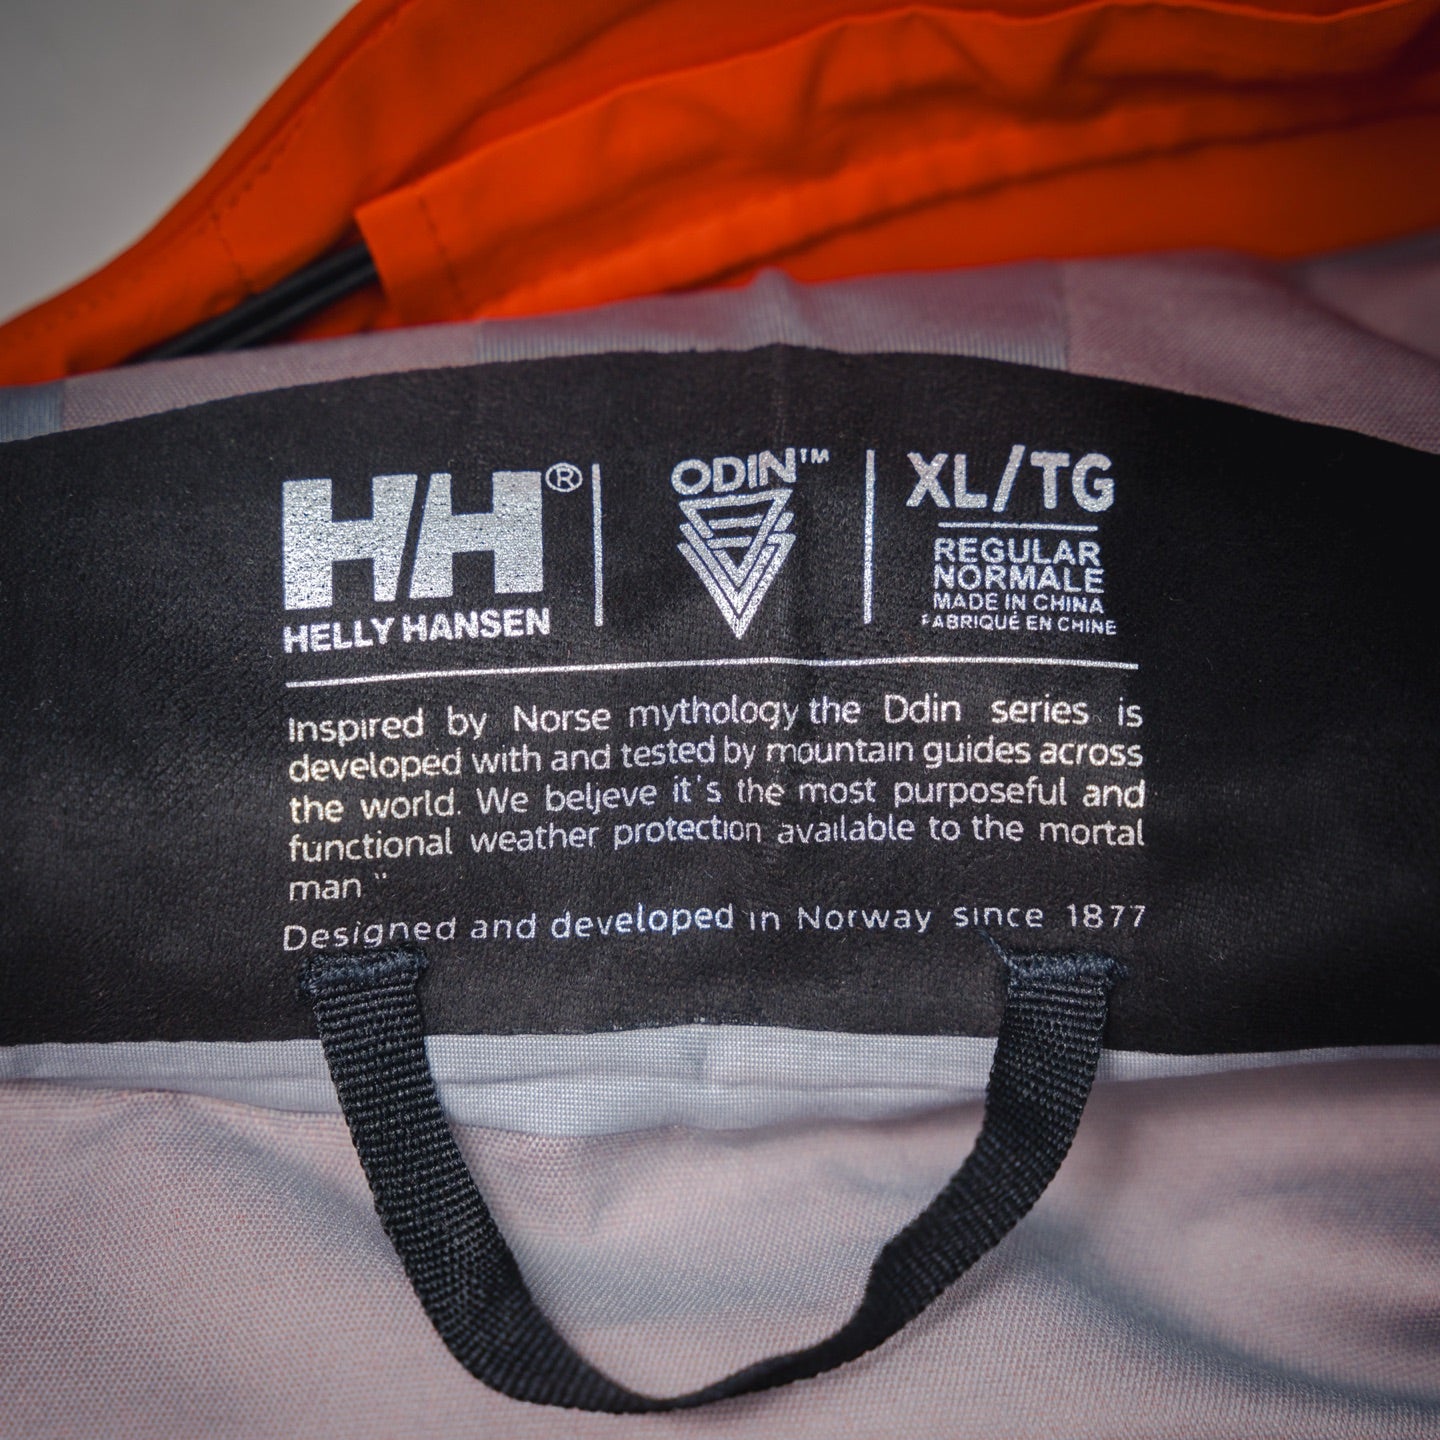 HH®
HELLY HANSEN
ODIN™
XL/TG
REGULAR
NORMALE
MADE IN CHINA
FABRIQUÉ EN CHINE
Inspired by Norse mythology the Ddin series is
developed with and tested by mountain guides across
the world. We believe it's the most purposeful and
functional weather protection available to the mortal
man "
Designed and developed in Norway since 1877